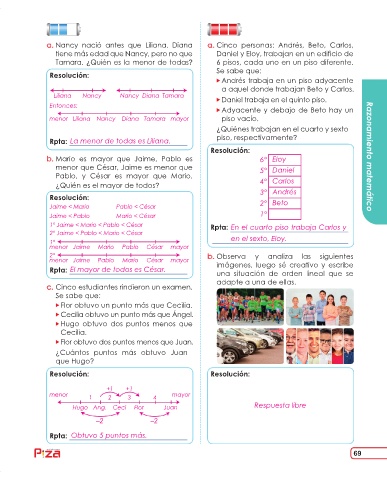 a. Nancy nació antes que Liliana. Diana
tiene más edad que Nancy, pero no que
Tamara. ¿Quién es la menor de todas?
Resolución:
Liliana Nancy Nancy Diana Tamara
Entonces:
menor Liliana Nancy Diana Tamara mayor
Rpta: La menor de todas es Liliana.
b. Mario es mayor que Jaime, Pablo es
menor que César, Jaime es menor que
Pablo, y César es mayor que Mario.
¿Quién es el mayor de todos?
Resolución:
Jaime < Mario Pablo < César
Jaime < Pablo Mario < César
1° Jaime < Mario < Pablo < César
2° Jaime < Pablo < Mario < César
1°
menor Jaime Mario Pablo César mayor
2°
menor Jaime Pablo Mario César mayor
Rpta: El mayor de todos es César.
c. Cinco estudiantes rindieron un examen.
Se sabe que:
Flor obtuvo un punto más que Cecilia.
Cecilia obtuvo un punto más que Ángel.
Hugo obtuvo dos puntos menos que
Cecilia.
Flor obtuvo dos puntos menos que Juan.
¿Cuántos puntos más obtuvo Juan
que Hugo?
Resolución:
+1 +1
menor 1 2 3 4 mayor
Hugo Ang. Ceci Flor Juan
−2 −2
Rpta: Obtuvo 5 puntos más.
a. Cinco personas: Andrés, Beto, Carlos,
Daniel y Eloy, trabajan en un edificio de
6 pisos, cada uno en un piso diferente.
Se sabe que:
Andrés trabaja en un piso adyacente
a aquel donde trabajan Beto y Carlos.
Daniel trabaja en el quinto piso.
Adyacente y debajo de Beto hay un
piso vacío.
¿Quiénes trabajan en el cuarto y sexto
piso, respectivamente?
Resolución:
6° Eloy
5° Daniel
4° Carlos
3° Andrés
2° Beto
1°
Rpta: En el cuarto piso trabaja Carlos y
en el sexto, Eloy.
b. Observa y analiza las siguientes
imágenes, luego sé creativo y escribe
una situación de orden lineal que se
adapte a una de ellas.
Resolución:
Respuesta libre
Razonamiento matemático
Pizza
69